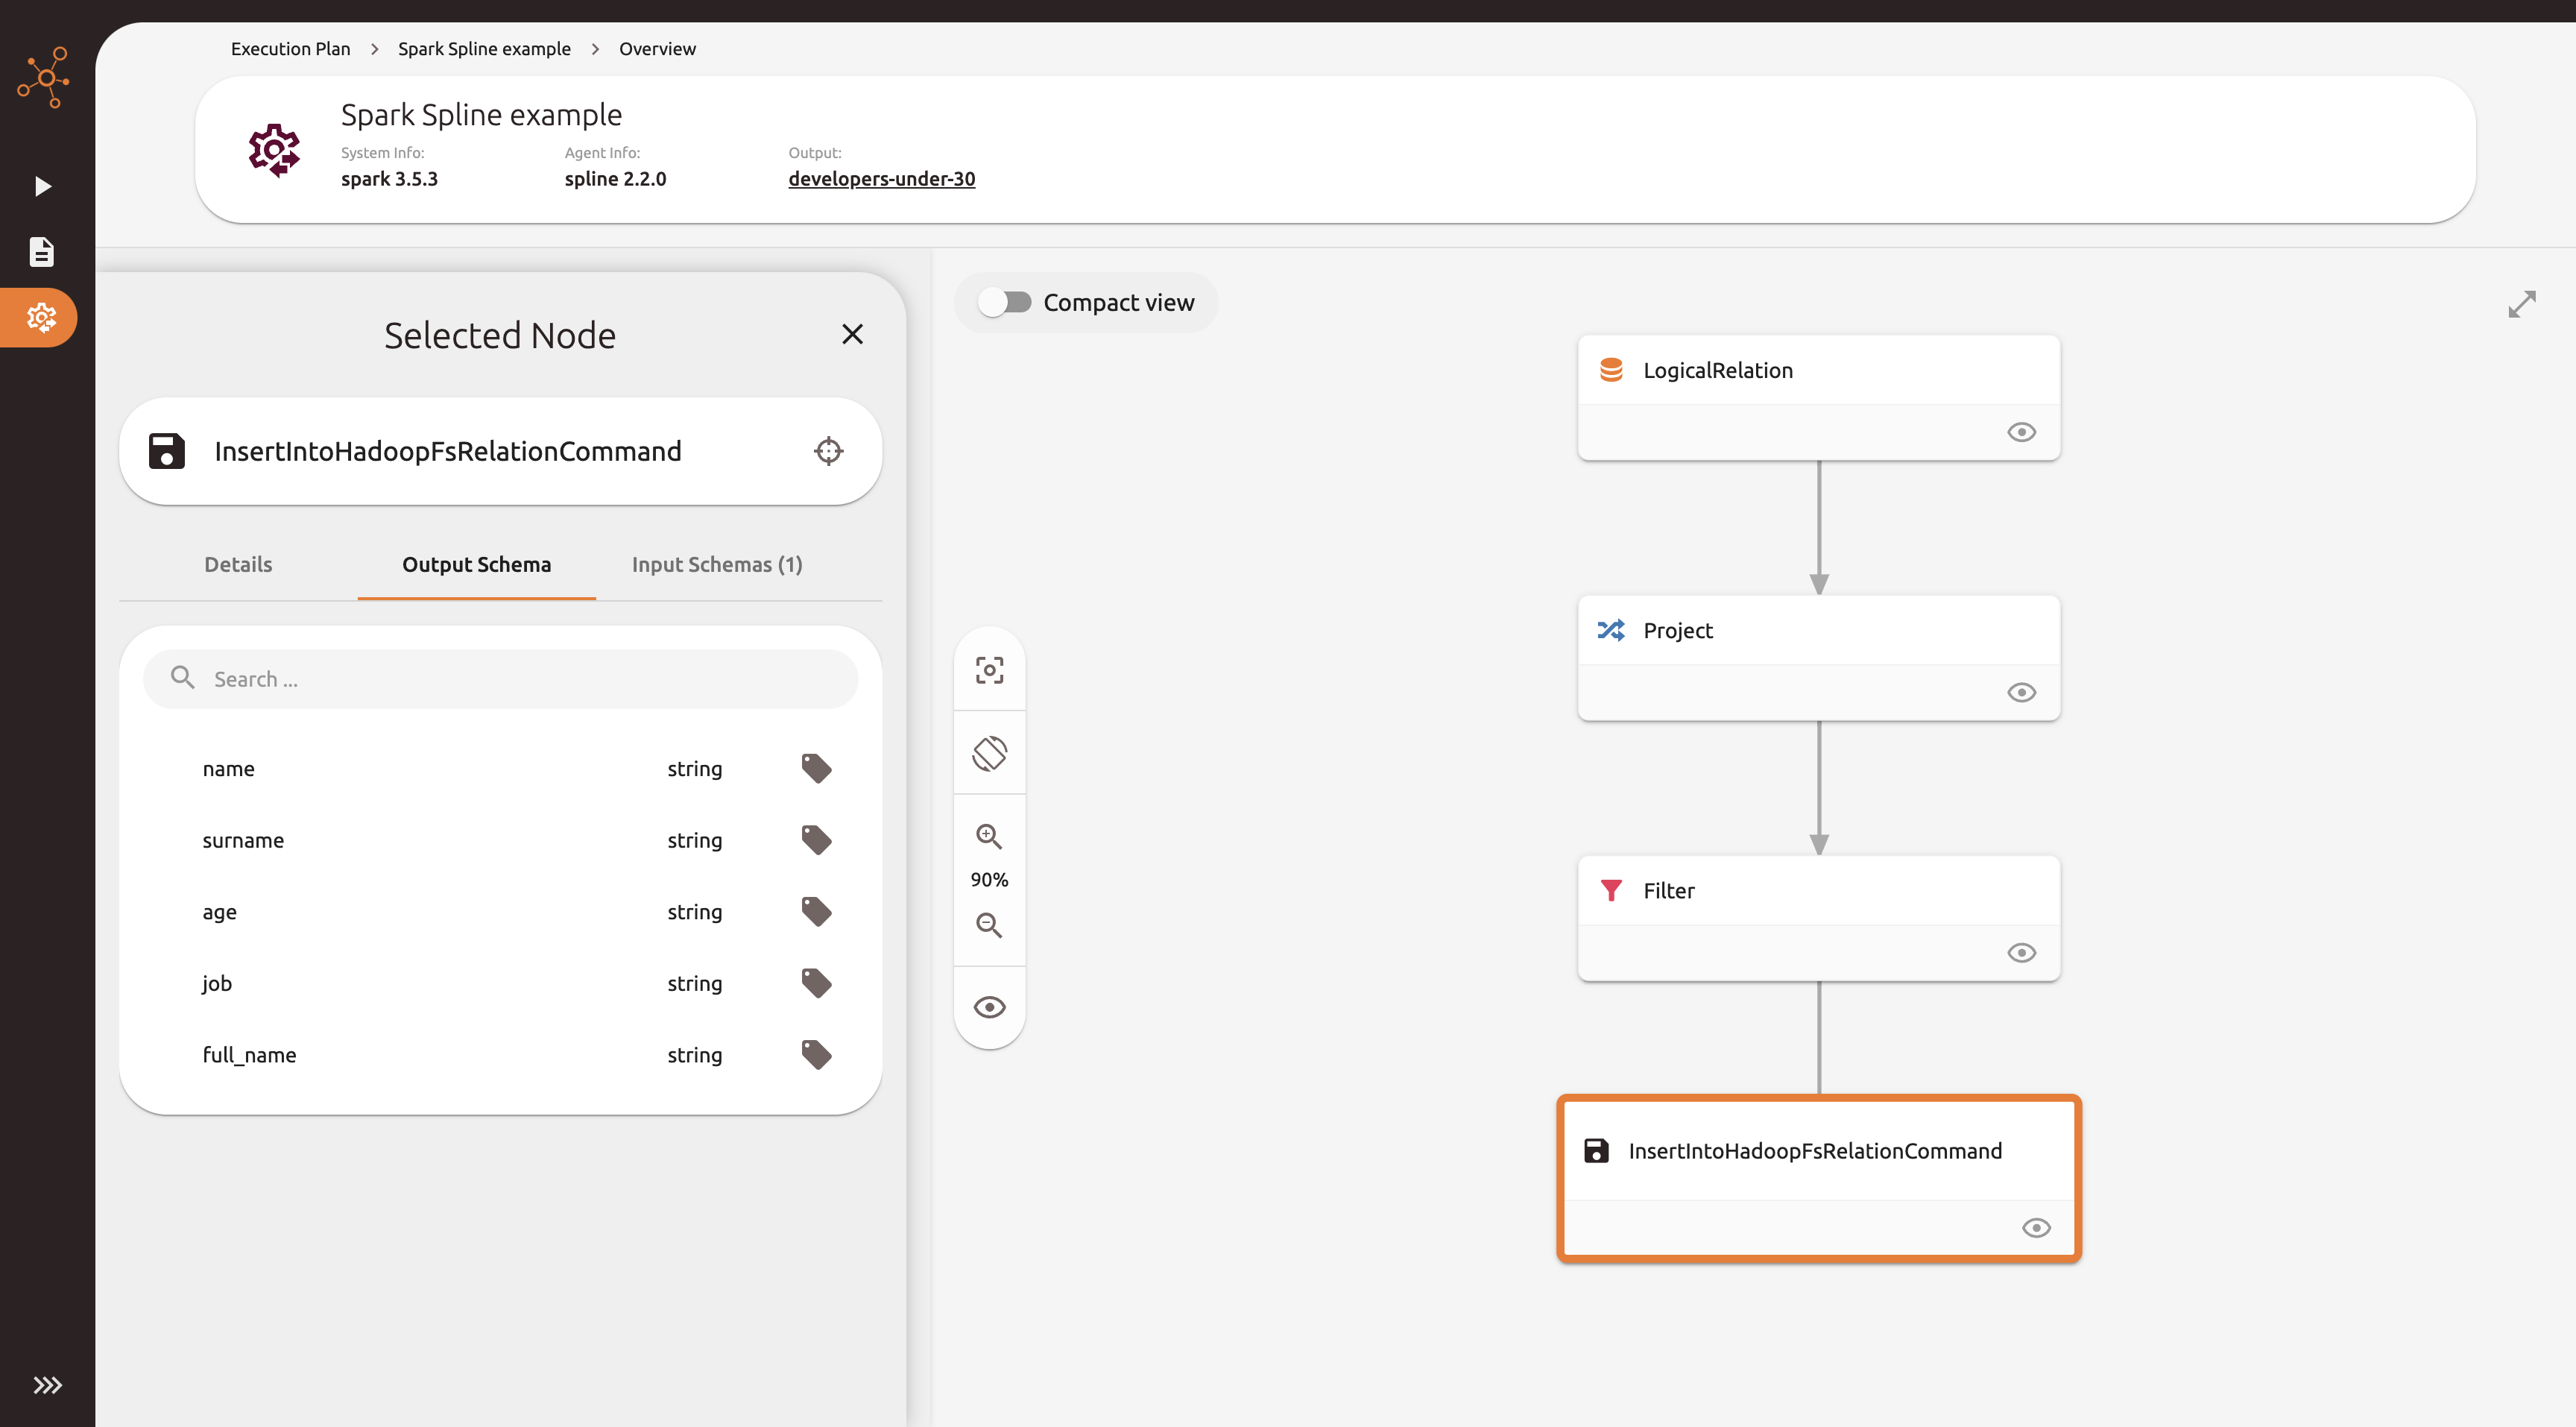 Execution Plan > Spark Spline example > Overview
Spark Spline example
System Info: Agent Info: Output:
spark 3.5.3 spline 2.2.0 developers-under-30
Selected Node
InsertIntoHadoopFsRelationCommand
Details Output Schema Input Schemas (1)
Search ...
name string
surname string
age string
job string
full_name string
Compact view
90%
LogicalRelation
Project
Filter
InsertIntoHadoopFsRelationCommand